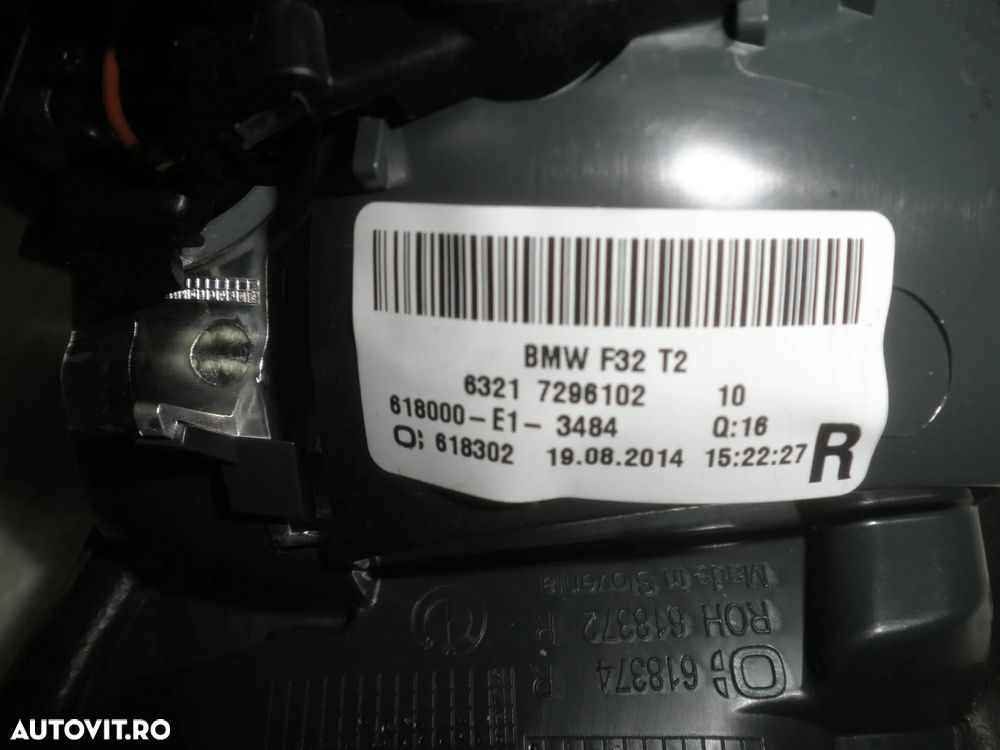 BMW F32 T2
6321 7296102 10
618000-E1-3484 Q:16
618302 19.08.2014 15:22:27 R
Made in Slovenia
ROH 618372 R
618374 R
AUTOVIT.RO